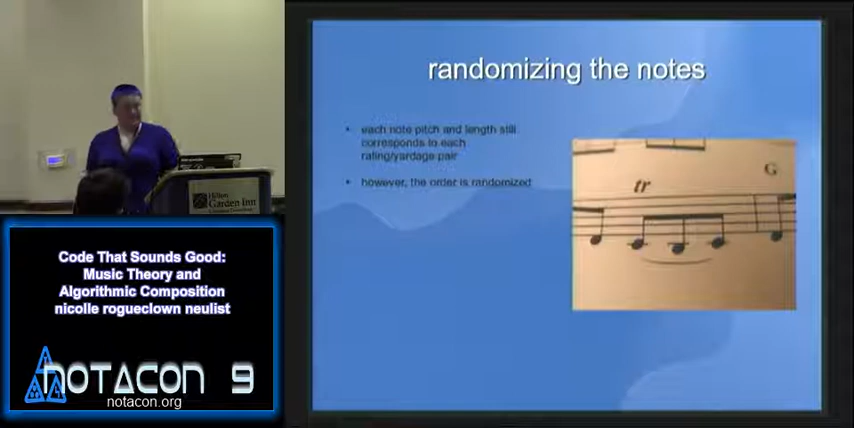 randomizing the notes
each note pitch and length still
corresponds to each
rating/yardage pair
however, the order is randomized
tr
G
Hilton
Garden Inn
Code That Sounds Good:
Music Theory and
Algorithmic Composition
nicolle rogueclown neulist
NOTACON 9
notacon.org